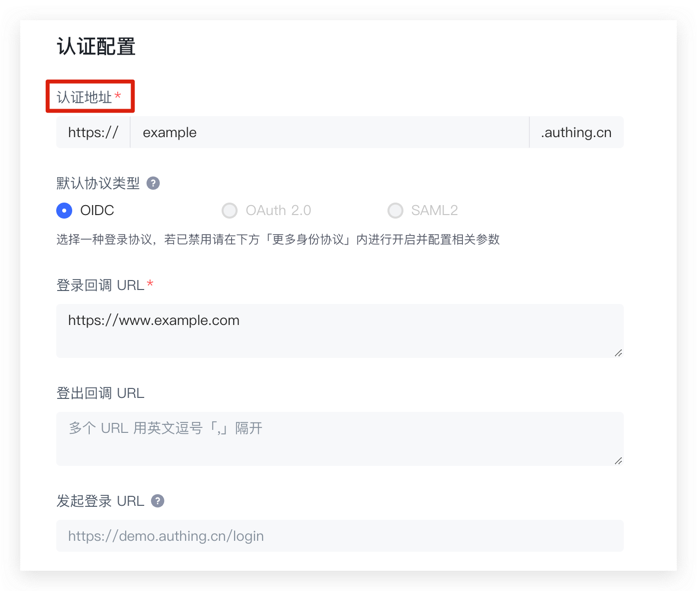 认证配置
认证地址*
https:// example .authing.cn
默认协议类型 ?
OIDC OAuth 2.0 SAML2
选择一种登录协议，若已禁用请在下方「更多身份协议」内进行开启并配置相关参数
登录回调 URL*
https://www.example.com
登出回调 URL
多个 URL 用英文逗号「,」隔开
发起登录 URL ?
https://demo.authing.cn/login